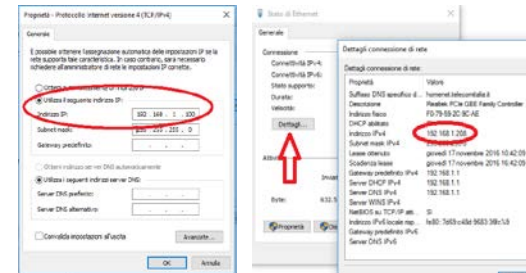 Proprietà - Protocollo Internet versione 4 (TCP/IPv4)
Generale
È possibile ottenere l'assegnazione automatica delle impostazioni IP se la
rete supporta tale caratteristica. In caso contrario, sarà necessario
richiedere all'amministratore di rete le impostazioni IP corrette.
Utilizza il seguente indirizzo IP:
Indirizzo IP:
192 . 168 . 1 . 100
Subnet mask:
255 . 255 . 255 . 0
Gateway predefinito:
Ottieni indirizzo server DNS automaticamente
Utilizza i seguenti indirizzi server DNS:
Server DNS preferito:
Server DNS alternativo:
Convalida impostazioni all'uscita
Avanzate...
OK
Annulla
Stato di Ethernet
Generale
Connessione
Connettività IPv4:
Connettività IPv6:
Stato supporto:
Durata:
Velocità:
Dettagli...
Byte:
Proprietà
Dettagli connessione di rete
Dettagli connessione di rete:
Proprietà Valore
Suffisso DNS specifico d... homenet.telecomitalia.it
Descrizione Realtek PCIe GBE Family Controller
Indirizzo fisico
DHCP abilitato
Indirizzo IPv4 192.168.1.208
Subnet mask IPv4
Lease ottenuto giovedì 17 novembre 2016 10:42:09
Scadenza lease giovedì 17 novembre 2016 16:42:09
Gateway predefinito IPv4 192.168.1.1
Server DHCP IPv4 192.168.1.1
Server DNS IPv4 192.168.1.1
Server WINS IPv4
NetBIOS su TCP/IP att... Sì
Indirizzo IPv6 locale rap...
Gateway predefinito IPv6
Server DNS IPv6